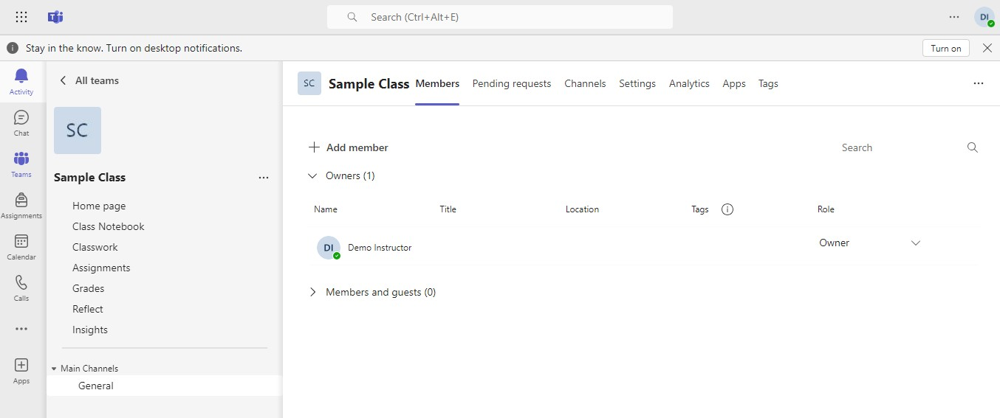 Search (Ctrl+Alt+E)
DI
Stay in the know. Turn on desktop notifications.
Turn on
Activity
Chat
Teams
Assignments
Calendar
Calls
Apps
All teams
SC
Sample Class
Home page
Class Notebook
Classwork
Assignments
Grades
Reflect
Insights
Main Channels
General
SC Sample Class Members Pending requests Channels Settings Analytics Apps Tags
Add member
Search
Owners (1)
Name Title Location Tags Role
DI Demo Instructor Owner
Members and guests (0)